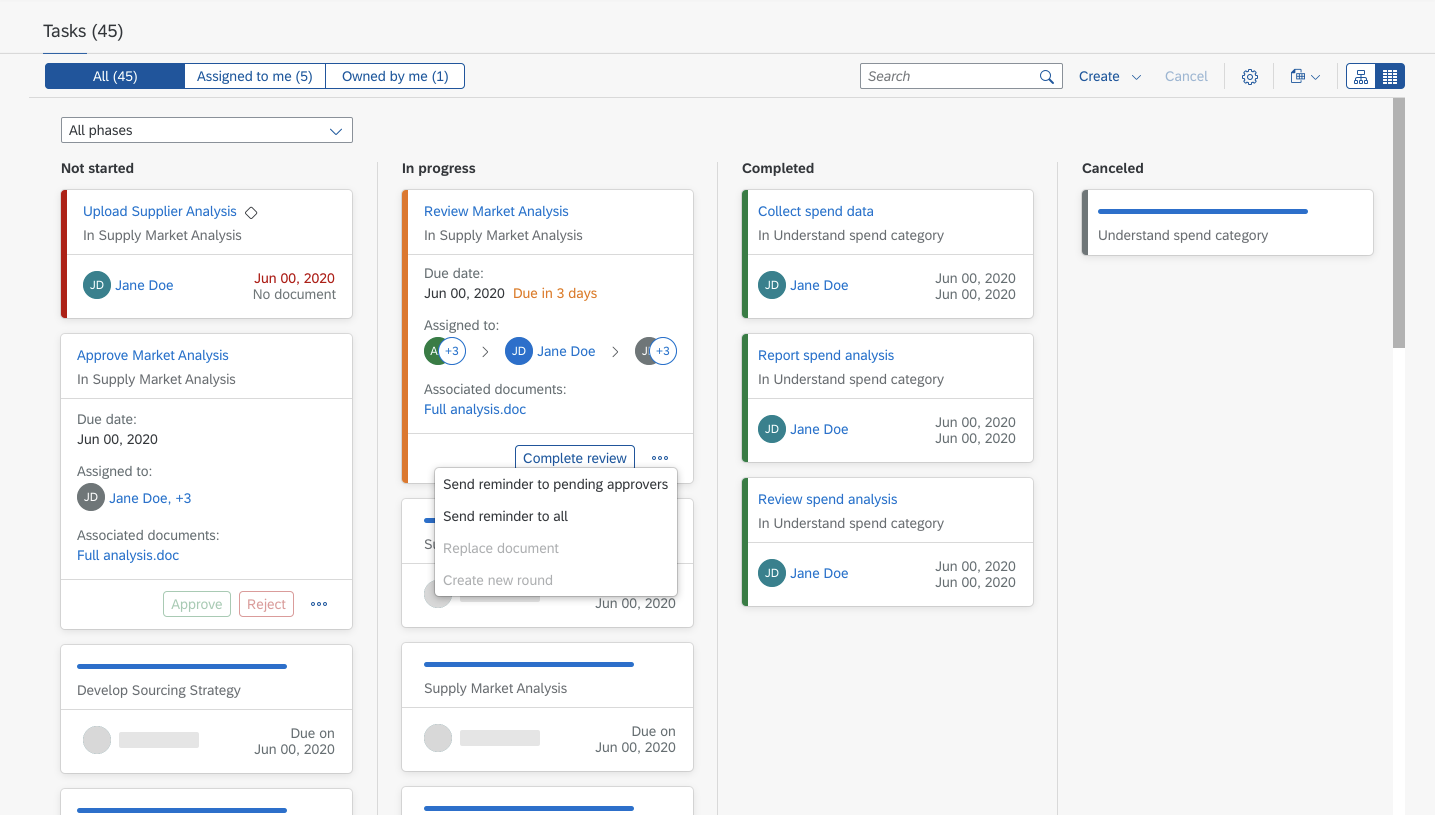 Tasks (45)
All (45)
Assigned to me (5)
Owned by me (1)
Search
Create
Cancel
All phases
Not started
Upload Supplier Analysis
In Supply Market Analysis
JD
Jane Doe
Jun 00, 2020
No document
Approve Market Analysis
In Supply Market Analysis
Due date:
Jun 00, 2020
Assigned to:
JD
Jane Doe, +3
Associated documents:
Full analysis.doc
Approve
Reject
Develop Sourcing Strategy
Due on
Jun 00, 2020
In progress
Review Market Analysis
In Supply Market Analysis
Due date:
Jun 00, 2020 Due in 3 days
Assigned to:
+3
JD
Jane Doe
+3
Associated documents:
Full analysis.doc
Complete review
Send reminder to pending approvers
Send reminder to all
Replace document
Create new round
Jun 00, 2020
Supply Market Analysis
Due on
Jun 00, 2020
Completed
Collect spend data
In Understand spend category
JD
Jane Doe
Jun 00, 2020
Jun 00, 2020
Report spend analysis
In Understand spend category
JD
Jane Doe
Jun 00, 2020
Jun 00, 2020
Review spend analysis
In Understand spend category
JD
Jane Doe
Jun 00, 2020
Jun 00, 2020
Canceled
Understand spend category